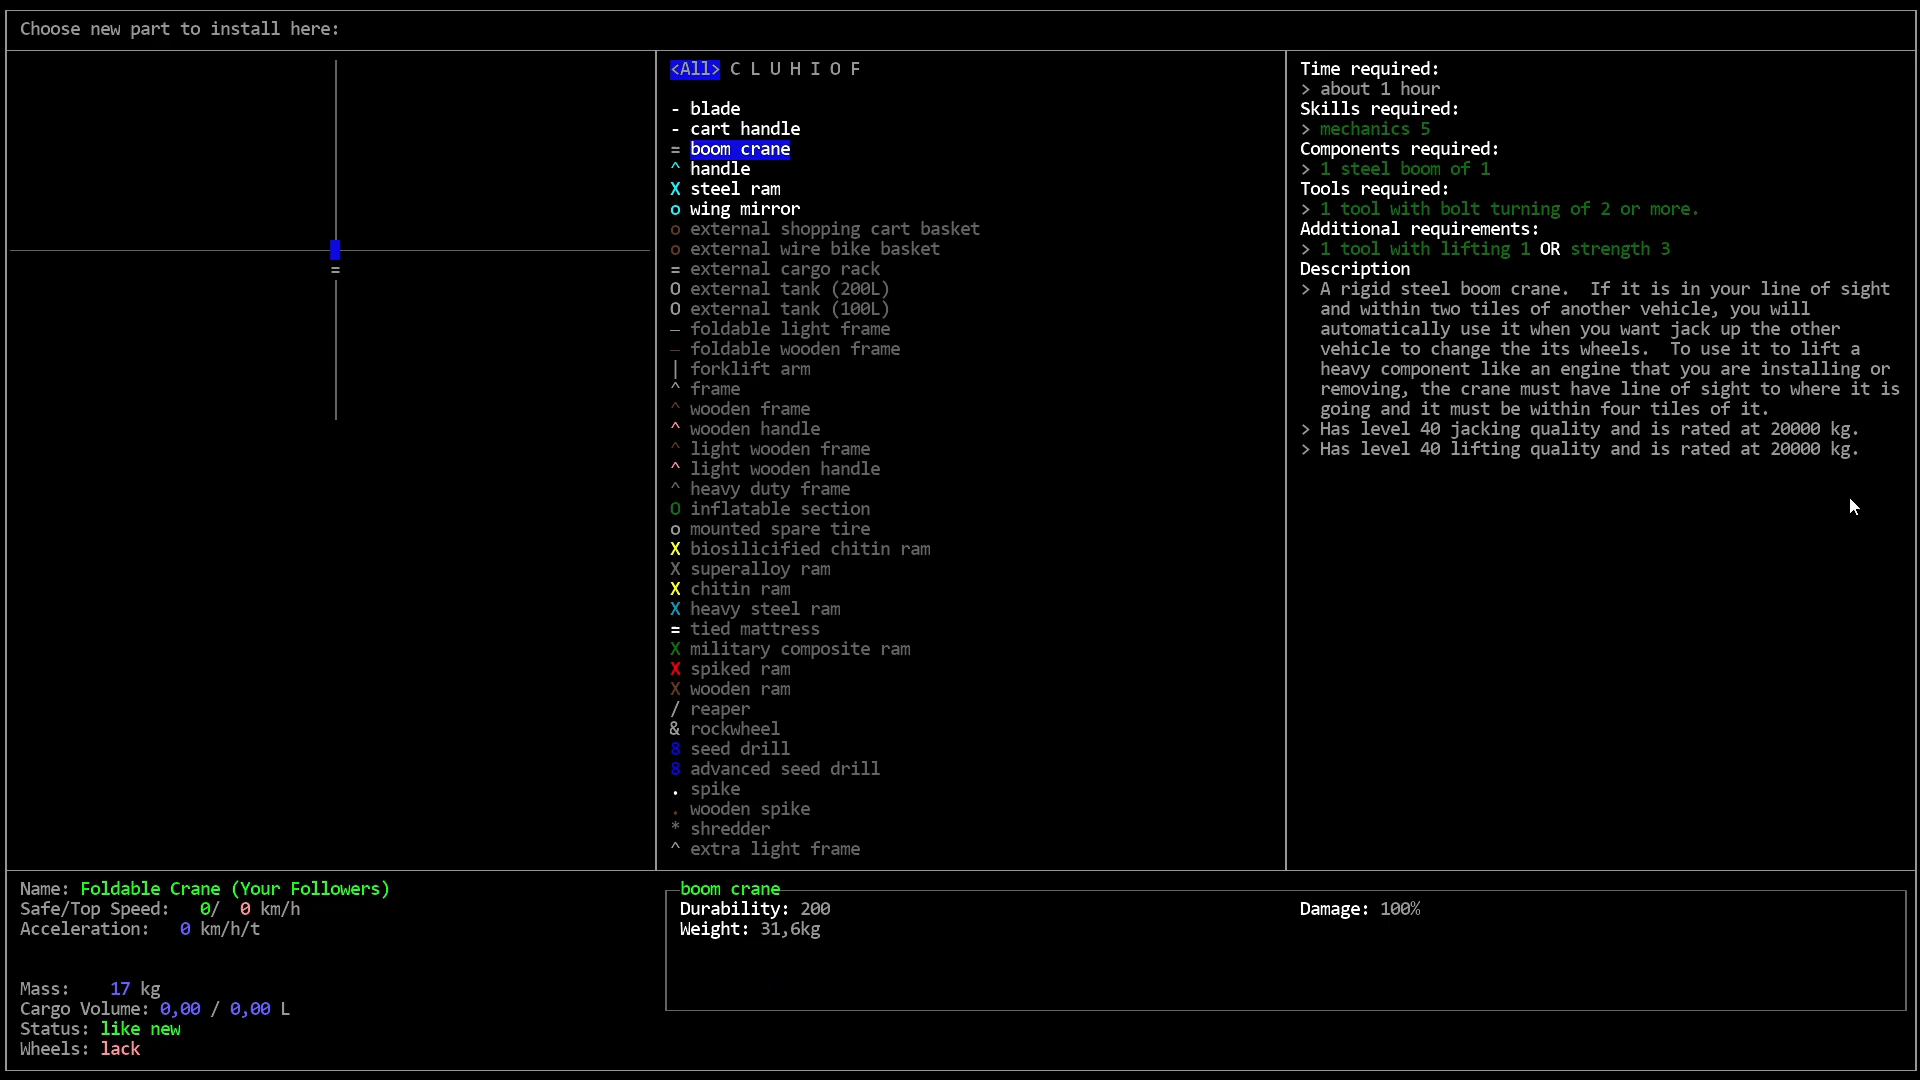 Choose new part to install here:
<All> C L U H I O F
- blade
- cart handle
= boom crane
^ handle
X steel ram
o wing mirror
o external shopping cart basket
o external wire bike basket
= external cargo rack
O external tank (200L)
O external tank (100L)
— foldable light frame
— foldable wooden frame
| forklift arm
^ frame
^ wooden frame
^ wooden handle
^ light wooden frame
^ light wooden handle
^ heavy duty frame
O inflatable section
o mounted spare tire
X biosilicified chitin ram
X superalloy ram
X chitin ram
X heavy steel ram
= tied mattress
X military composite ram
X spiked ram
X wooden ram
/ reaper
& rockwheel
8 seed drill
8 advanced seed drill
. spike
. wooden spike
* shredder
^ extra light frame
=
Time required:
> about 1 hour
Skills required:
> mechanics 5
Components required:
> 1 steel boom of 1
Tools required:
> 1 tool with bolt turning of 2 or more.
Additional requirements:
> 1 tool with lifting 1 OR strength 3
Description
> A rigid steel boom crane.  If it is in your line of sight
and within two tiles of another vehicle, you will
automatically use it when you want jack up the other
vehicle to change the its wheels.  To use it to lift a
heavy component like an engine that you are installing or
removing, the crane must have line of sight to where it is
going and it must be within four tiles of it.
> Has level 40 jacking quality and is rated at 20000 kg.
> Has level 40 lifting quality and is rated at 20000 kg.
Name: Foldable Crane (Your Followers)
Safe/Top Speed:   0/  0 km/h
Acceleration:   0 km/h/t
Mass:    17 kg
Cargo Volume: 0,00 / 0,00 L
Status: like new
Wheels: lack
boom crane
Durability: 200
Weight: 31,6kg
Damage: 100%